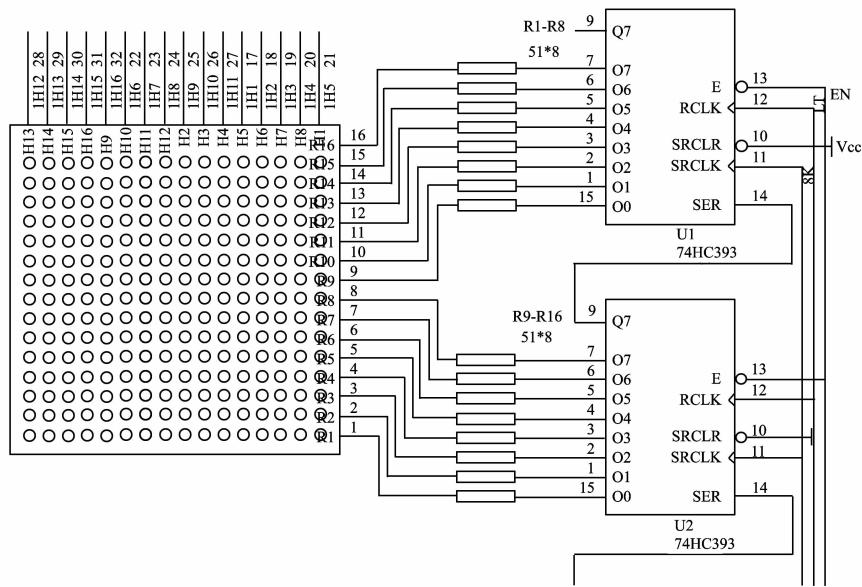 1H12 28
1H13 29
1H14 30
1H15 31
1H16 32
1H6 22
1H7 23
1H8 24
1H9 25
1H10 26
1H11 27
1H1 17
1H2 18
1H3 19
1H4 20
1H5 21
H13
H14
H15
H16
H9
H10
H11
H12
H2
H3
H4
H5
H6
H7
H8
H1
R16 16
R15 15
R14 14
R13 13
R12 12
R11 11
R10 10
R9 9
R8 8
R7 7
R6 6
R5 5
R4 4
R3 3
R2 2
R1 1
R1-R8
51*8
9 Q7
7 O7
6 O6
5 O5
4 O4
3 O3
2 O2
1 O1
15 O0
E 13
RCLK 12
SRCLR 10
SRCLK 11
SER 14
EN
LT
Vcc
8K
U1
74HC393
R9-R16
51*8
9 Q7
7 O7
6 O6
5 O5
4 O4
3 O3
2 O2
1 O1
15 O0
E 13
RCLK 12
SRCLR 10
SRCLK 11
SER 14
U2
74HC393